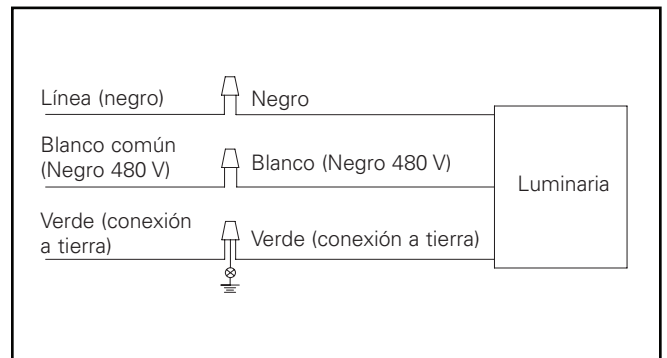 Línea (negro)
Negro
Blanco común
(Negro 480 V)
Blanco (Negro 480 V)
Luminaria
Verde (conexión
a tierra)
Verde (conexión a tierra)